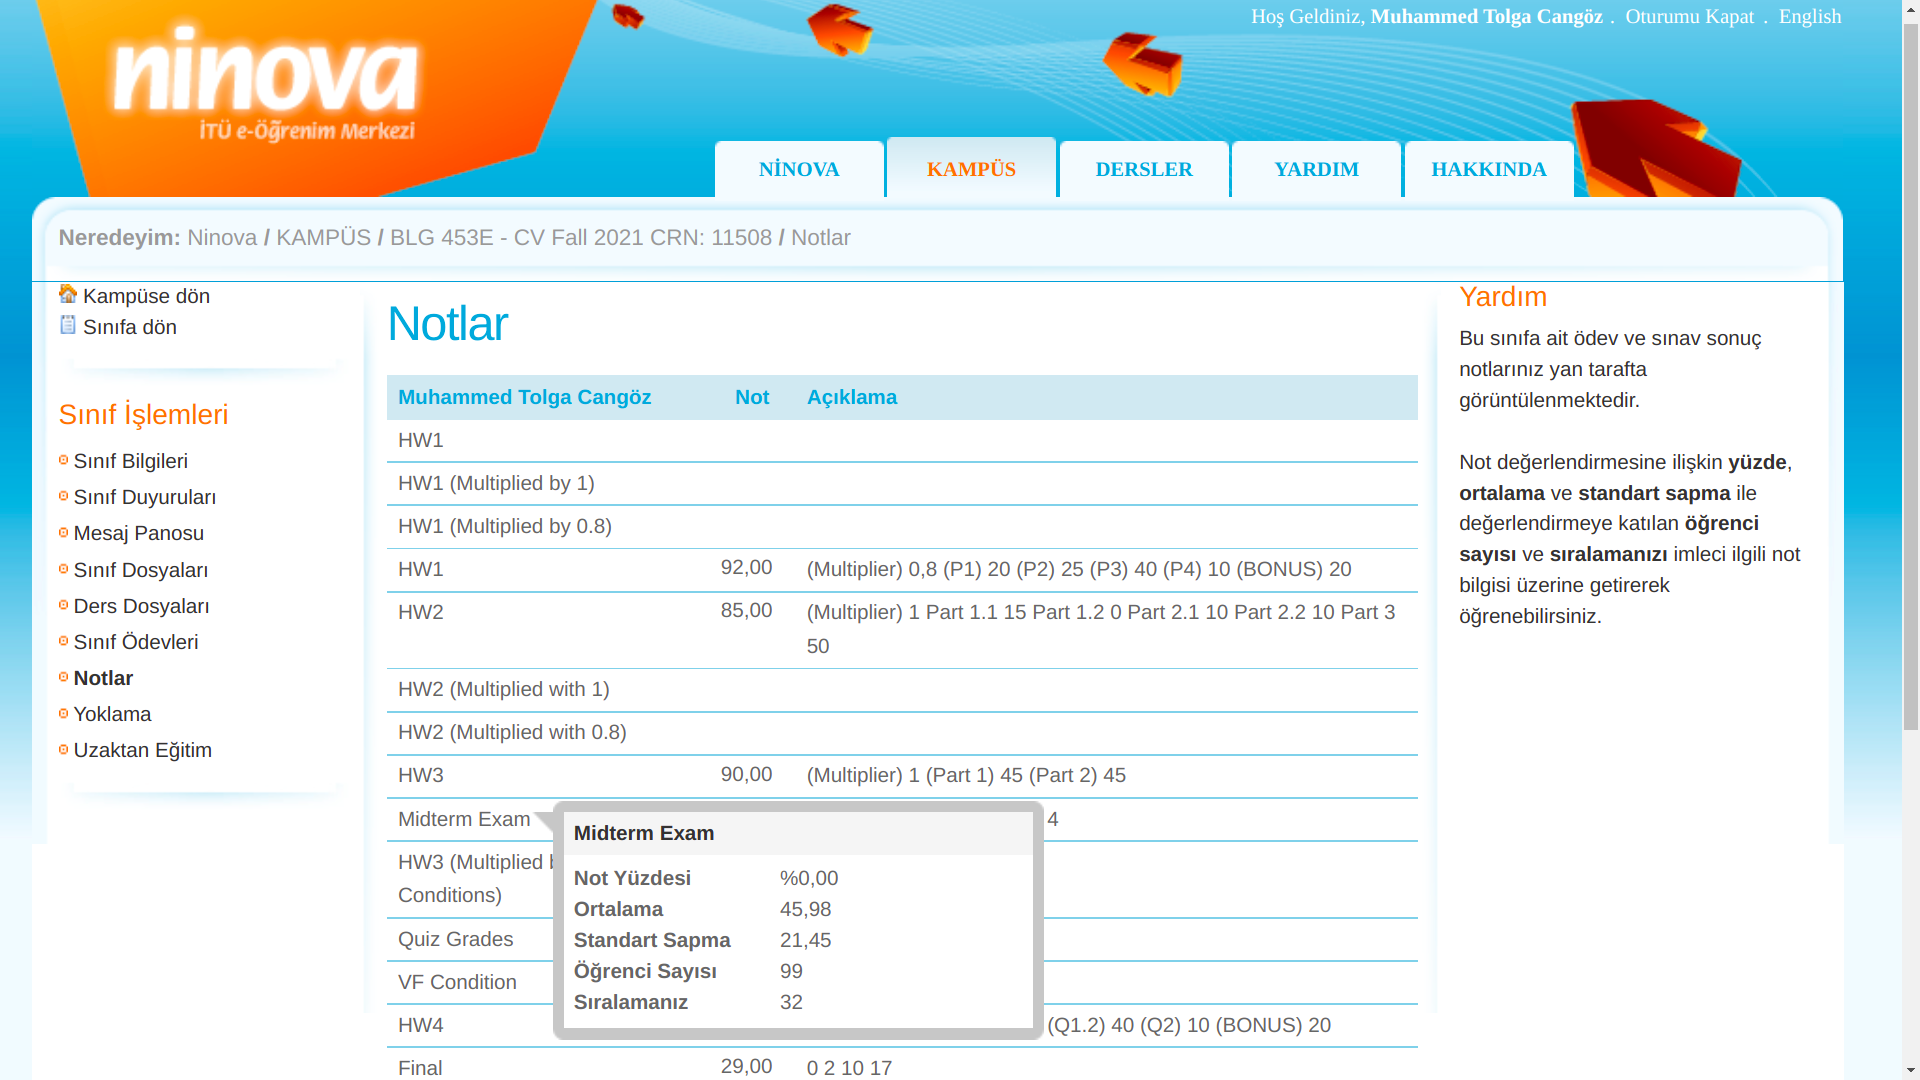 Hoş Geldiniz, Muhammed Tolga Cangöz . Oturumu Kapat . English
ninova
İTÜ e-Öğrenim Merkezi
NİNOVA KAMPÜS DERSLER YARDIM HAKKINDA
Neredeyim: Ninova / KAMPÜS / BLG 453E - CV Fall 2021 CRN: 11508 / Notlar
Kampüse dön
Sınıfa dön
Sınıf İşlemleri
Sınıf Bilgileri
Sınıf Duyuruları
Mesaj Panosu
Sınıf Dosyaları
Ders Dosyaları
Sınıf Ödevleri
Notlar
Yoklama
Uzaktan Eğitim
Notlar
Muhammed Tolga Cangöz Not Açıklama
HW1
HW1 (Multiplied by 1)
HW1 (Multiplied by 0.8)
HW1 92,00 (Multiplier) 0,8 (P1) 20 (P2) 25 (P3) 40 (P4) 10 (BONUS) 20
HW2 85,00 (Multiplier) 1 Part 1.1 15 Part 1.2 0 Part 2.1 10 Part 2.2 10 Part 3
50
HW2 (Multiplied with 1)
HW2 (Multiplied with 0.8)
HW3 90,00 (Multiplier) 1 (Part 1) 45 (Part 2) 45
Midterm Exam 4
HW3 (Multiplied
Conditions)
Quiz Grades
VF Condition
HW4 (Q1.2) 40 (Q2) 10 (BONUS) 20
Final 29,00 0 2 10 17
Midterm Exam
Not Yüzdesi %0,00
Ortalama 45,98
Standart Sapma 21,45
Öğrenci Sayısı 99
Sıralamanız 32
Yardım
Bu sınıfa ait ödev ve sınav sonuç
notlarınız yan tarafta
görüntülenmektedir.
Not değerlendirmesine ilişkin yüzde,
ortalama ve standart sapma ile
değerlendirmeye katılan öğrenci
sayısı ve sıralamanızı imleci ilgili not
bilgisi üzerine getirerek
öğrenebilirsiniz.